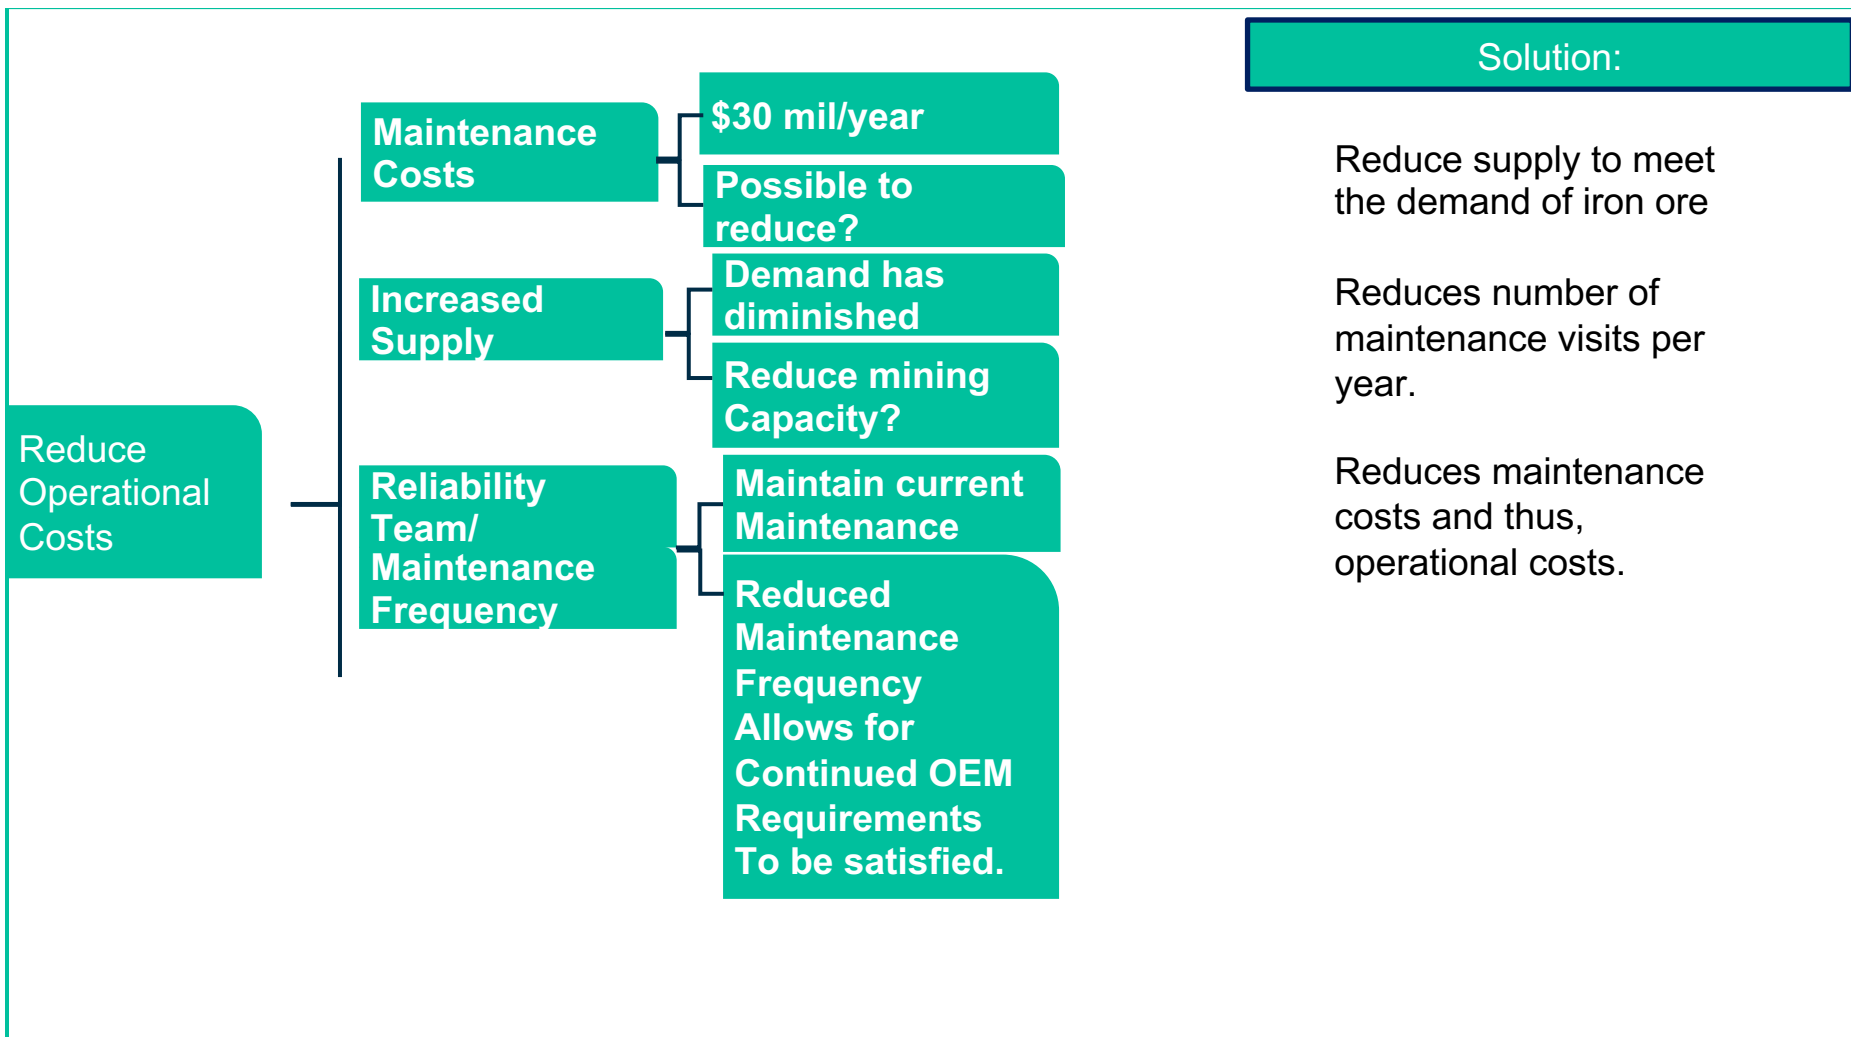 Reduce
Operational
Costs
Maintenance
Costs
$30 mil/year
Possible to
reduce?
Increased
Supply
Demand has
diminished
Reduce mining
Capacity?
Reliability
Team/
Maintenance
Frequency
Maintain current
Maintenance
Reduced
Maintenance
Frequency
Allows for
Continued OEM
Requirements
To be satisfied.
Solution:
Reduce supply to meet
the demand of iron ore
Reduces number of
maintenance visits per
year.
Reduces maintenance
costs and thus,
operational costs.